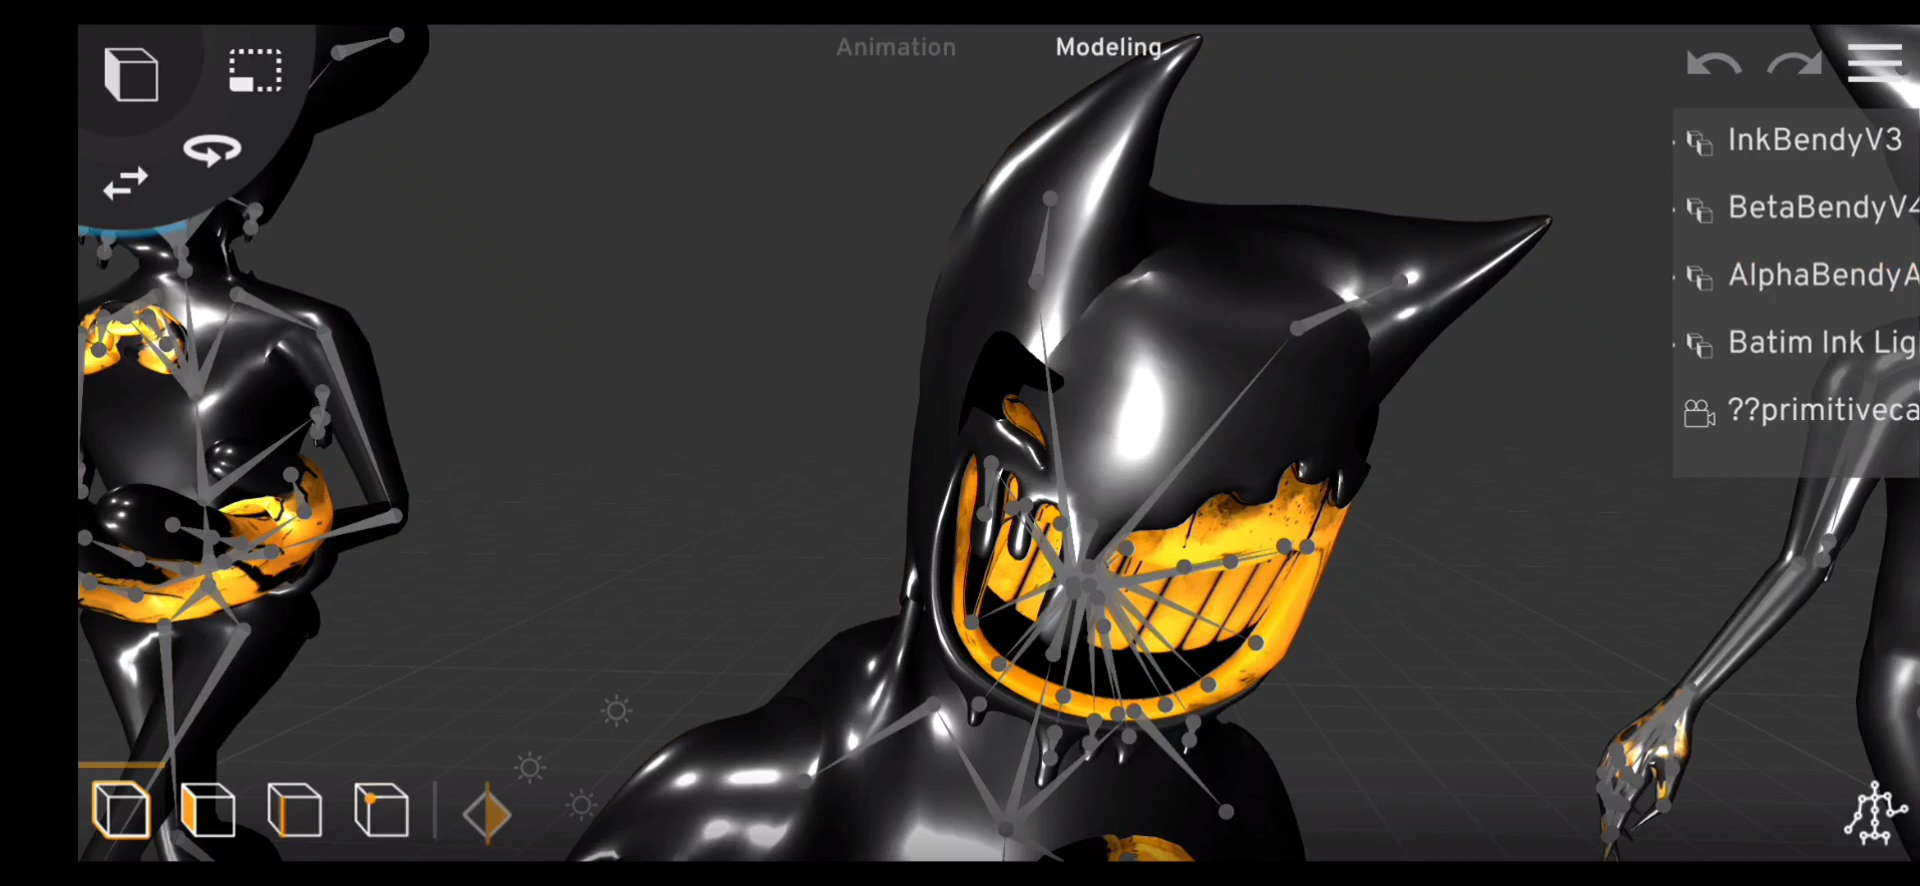 Animation
Modeling
InkBendyV3
BetaBendyV4
AlphaBendyA
Batim Ink Lig
??primitiveca